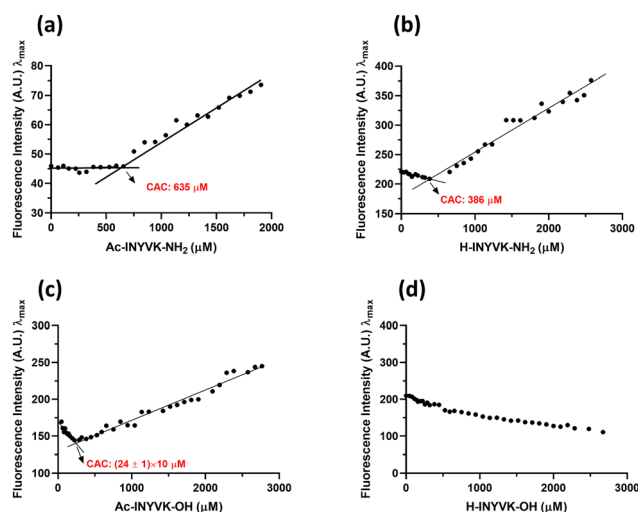 (a)
Fluorescence Intensity (A.U.) λmax
80
70
60
50
40
30
0 500 1000 1500 2000
CAC: 635 μM
Ac-INYVK-NH₂ (μM)
(b)
Fluorescence Intensity (A.U.) λmax
400
350
300
250
200
150
0 1000 2000 3000
CAC: 386 μM
H-INYVK-NH₂ (μM)
(c)
Fluorescence Intensity (A.U.) λmax
300
250
200
150
100
0 1000 2000 3000
CAC: (24 ± 1)×10 μM
Ac-INYVK-OH (μM)
(d)
Fluorescence Intensity (A.U.) λmax
400
300
200
100
0
0 1000 2000 3000
H-INYVK-OH (μM)